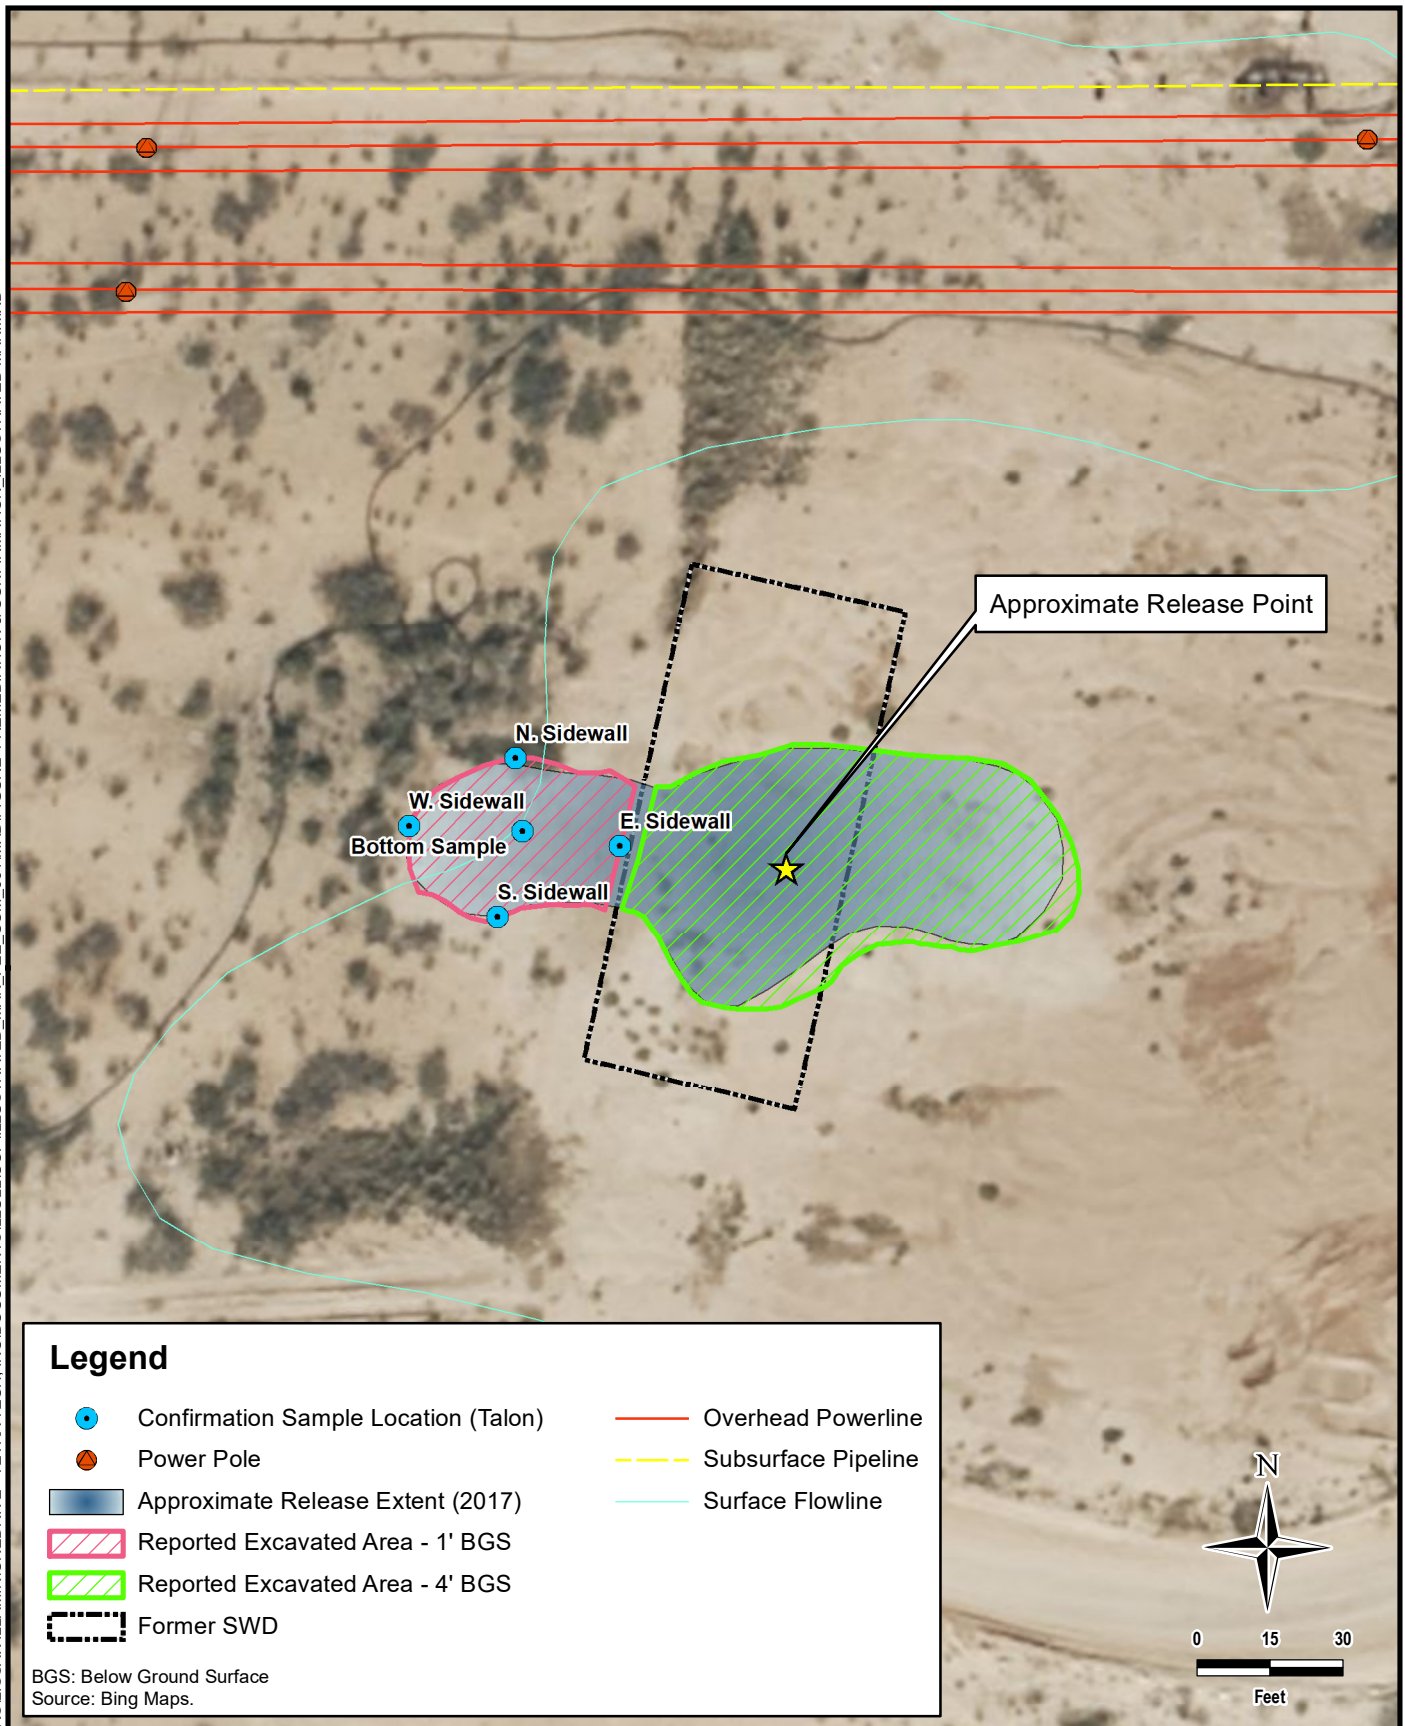 Approximate Release Point
N. Sidewall
W. Sidewall
E. Sidewall
Bottom Sample
S. Sidewall
Legend
Confirmation Sample Location (Talon)
Power Pole
Approximate Release Extent (2017)
Reported Excavated Area - 1' BGS
Reported Excavated Area - 4' BGS
Former SWD
Overhead Powerline
Subsurface Pipeline
Surface Flowline
BGS: Below Ground Surface
Source: Bing Maps.
N
0 15 30
Feet